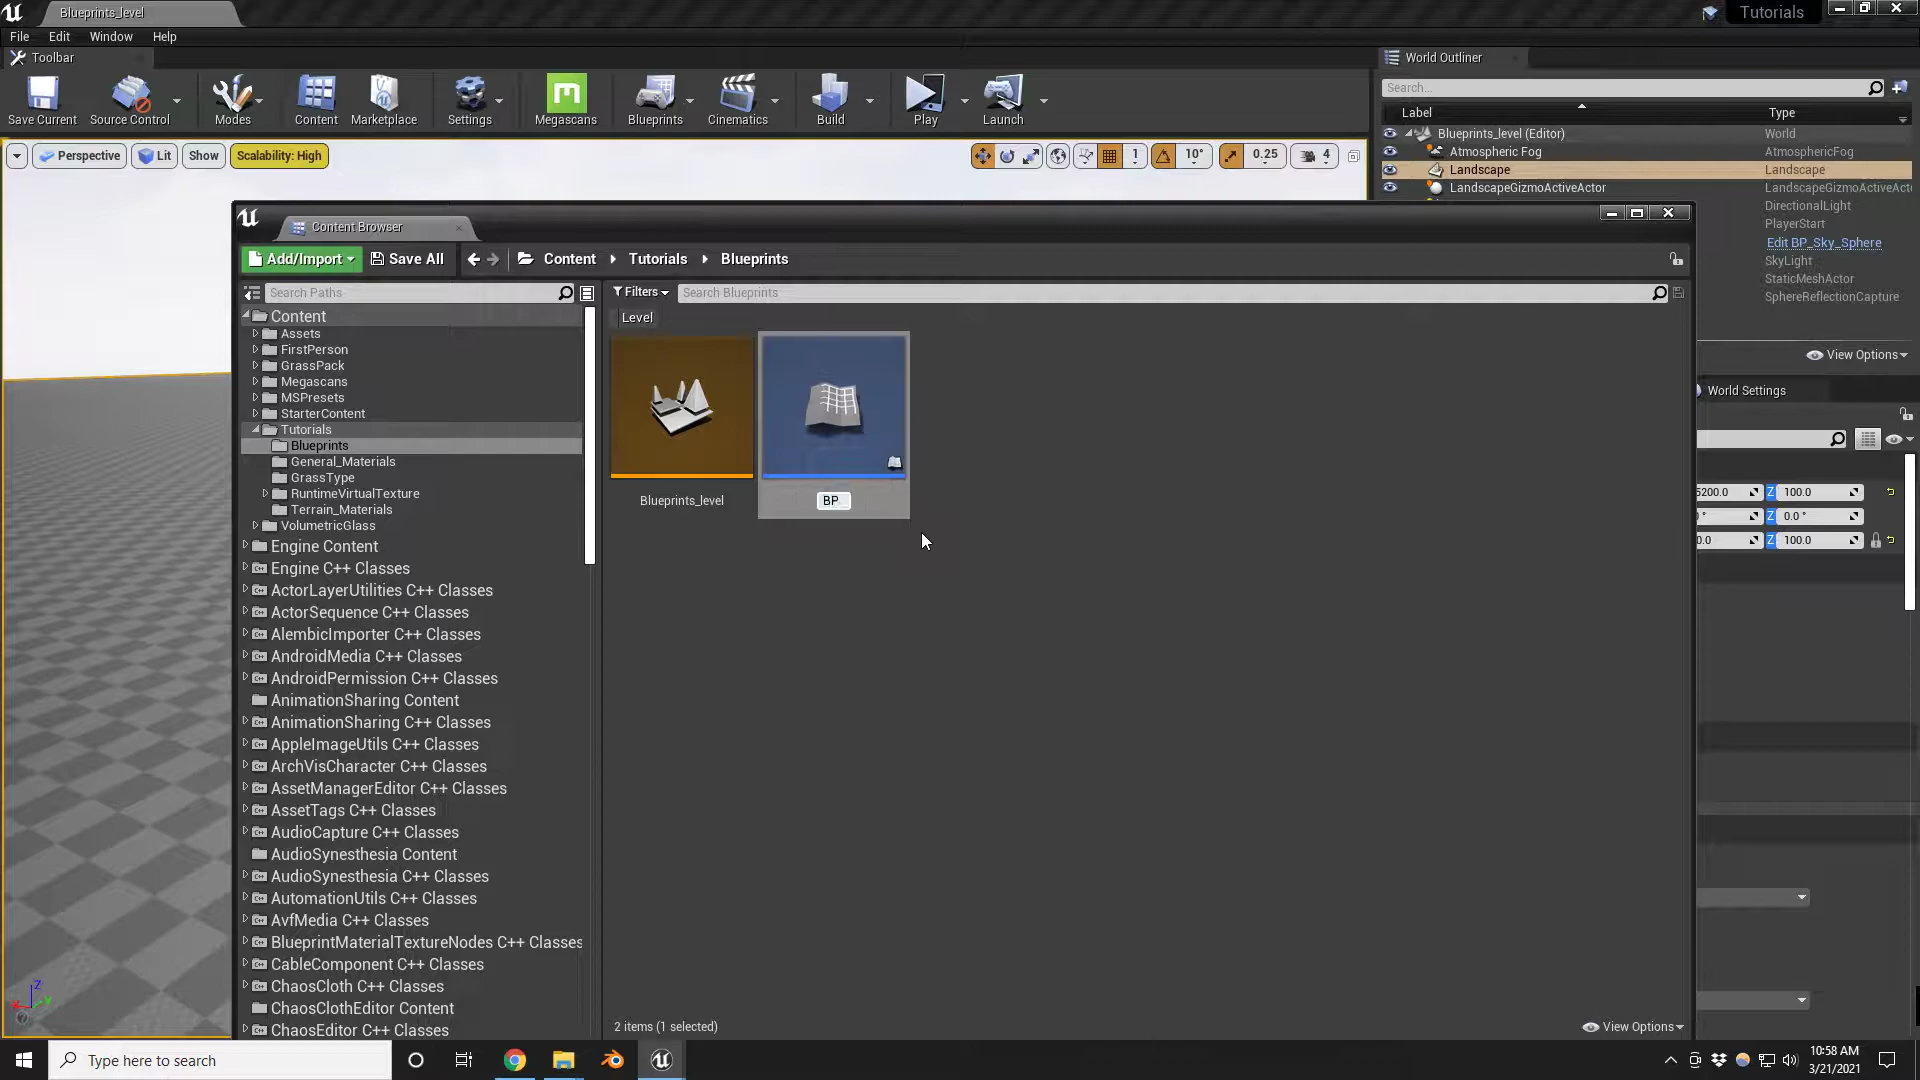 Blueprints_level
Tutorials
File Edit Window Help
Toolbar
World Outliner
Save Current Source Control Modes Content Marketplace Settings Megascans Blueprints Cinematics Build Play Launch
Search...
Label Type
Perspective Lit Show Scalability: High
1 10° 0.25 4
Blueprints_level (Editor) World
Atmospheric Fog AtmosphericFog
Landscape Landscape
LandscapeGizmoActiveActor LandscapeGizmoActiveActo
DirectionalLight
PlayerStart
Edit BP_Sky_Sphere
SkyLight
StaticMeshActor
SphereReflectionCapture
View Options
World Settings
5200.0 Z 100.0
Z 0.0 °
0.0 Z 100.0
Content Browser
Add/Import Save All Content Tutorials Blueprints
Search Paths
Filters Search Blueprints
Level
Content
Assets
FirstPerson
GrassPack
Megascans
MSPresets
StarterContent
Tutorials
Blueprints
General_Materials
GrassType
RuntimeVirtualTexture
Terrain_Materials
VolumetricGlass
Engine Content
Engine C++ Classes
ActorLayerUtilities C++ Classes
ActorSequence C++ Classes
AlembicImporter C++ Classes
AndroidMedia C++ Classes
AndroidPermission C++ Classes
AnimationSharing Content
AnimationSharing C++ Classes
AppleImageUtils C++ Classes
ArchVisCharacter C++ Classes
AssetManagerEditor C++ Classes
AssetTags C++ Classes
AudioCapture C++ Classes
AudioSynesthesia Content
AudioSynesthesia C++ Classes
AutomationUtils C++ Classes
AvfMedia C++ Classes
BlueprintMaterialTextureNodes C++ Classes
CableComponent C++ Classes
ChaosCloth C++ Classes
ChaosClothEditor Content
ChaosEditor C++ Classes
Blueprints_level
BP_
2 items (1 selected)
View Options
Type here to search
10:58 AM
3/21/2021